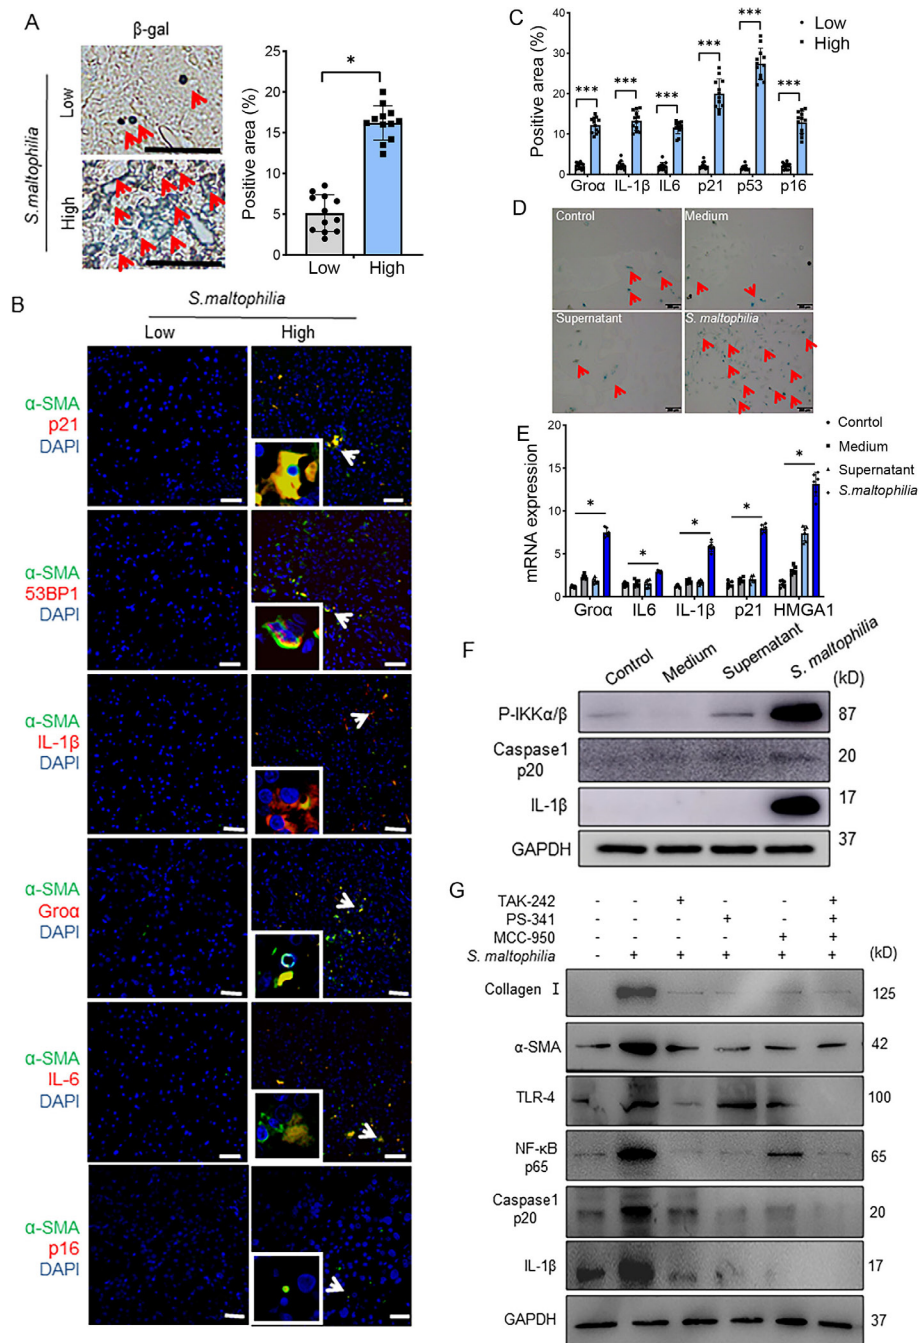 A
β-gal
S.maltophilia
Low
High
Positive area (%)
25
20
15
10
5
0
*
Low
High
B
S.maltophilia
Low
High
α-SMA
p21
DAPI
α-SMA
53BP1
DAPI
α-SMA
IL-1β
DAPI
α-SMA
Groα
DAPI
α-SMA
IL-6
DAPI
α-SMA
p16
DAPI
C
Positive area (%)
40
30
20
10
0
*** *** *** *** *** ***
Groα IL-1β IL6 p21 p53 p16
Low
High
D
Control
Medium
Supernatant
S. maltophilia
E
mRNA expression
20
15
10
5
0
* * * * *
Groα IL6 IL-1β p21 HMGA1
Conrtol
Medium
Supernatant
S.maltophilia
F
Control Medium Supernatant S. maltophilia
(kD)
P-IKKα/β 87
Caspase1
p20
20
IL-1β 17
GAPDH 37
G
TAK-242 - - + - - +
PS-341 - - - + - +
MCC-950 - - - - + +
S. maltophilia - + + + + +
(kD)
Collagen I 125
α-SMA 42
TLR-4 100
NF-κB
p65
65
Caspase1
p20
20
IL-1β 17
GAPDH 37